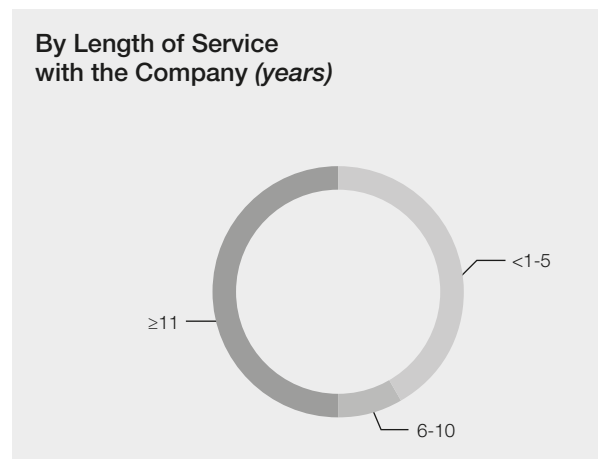 By Length of Service
with the Company (years)
<1-5
≥11
6-10